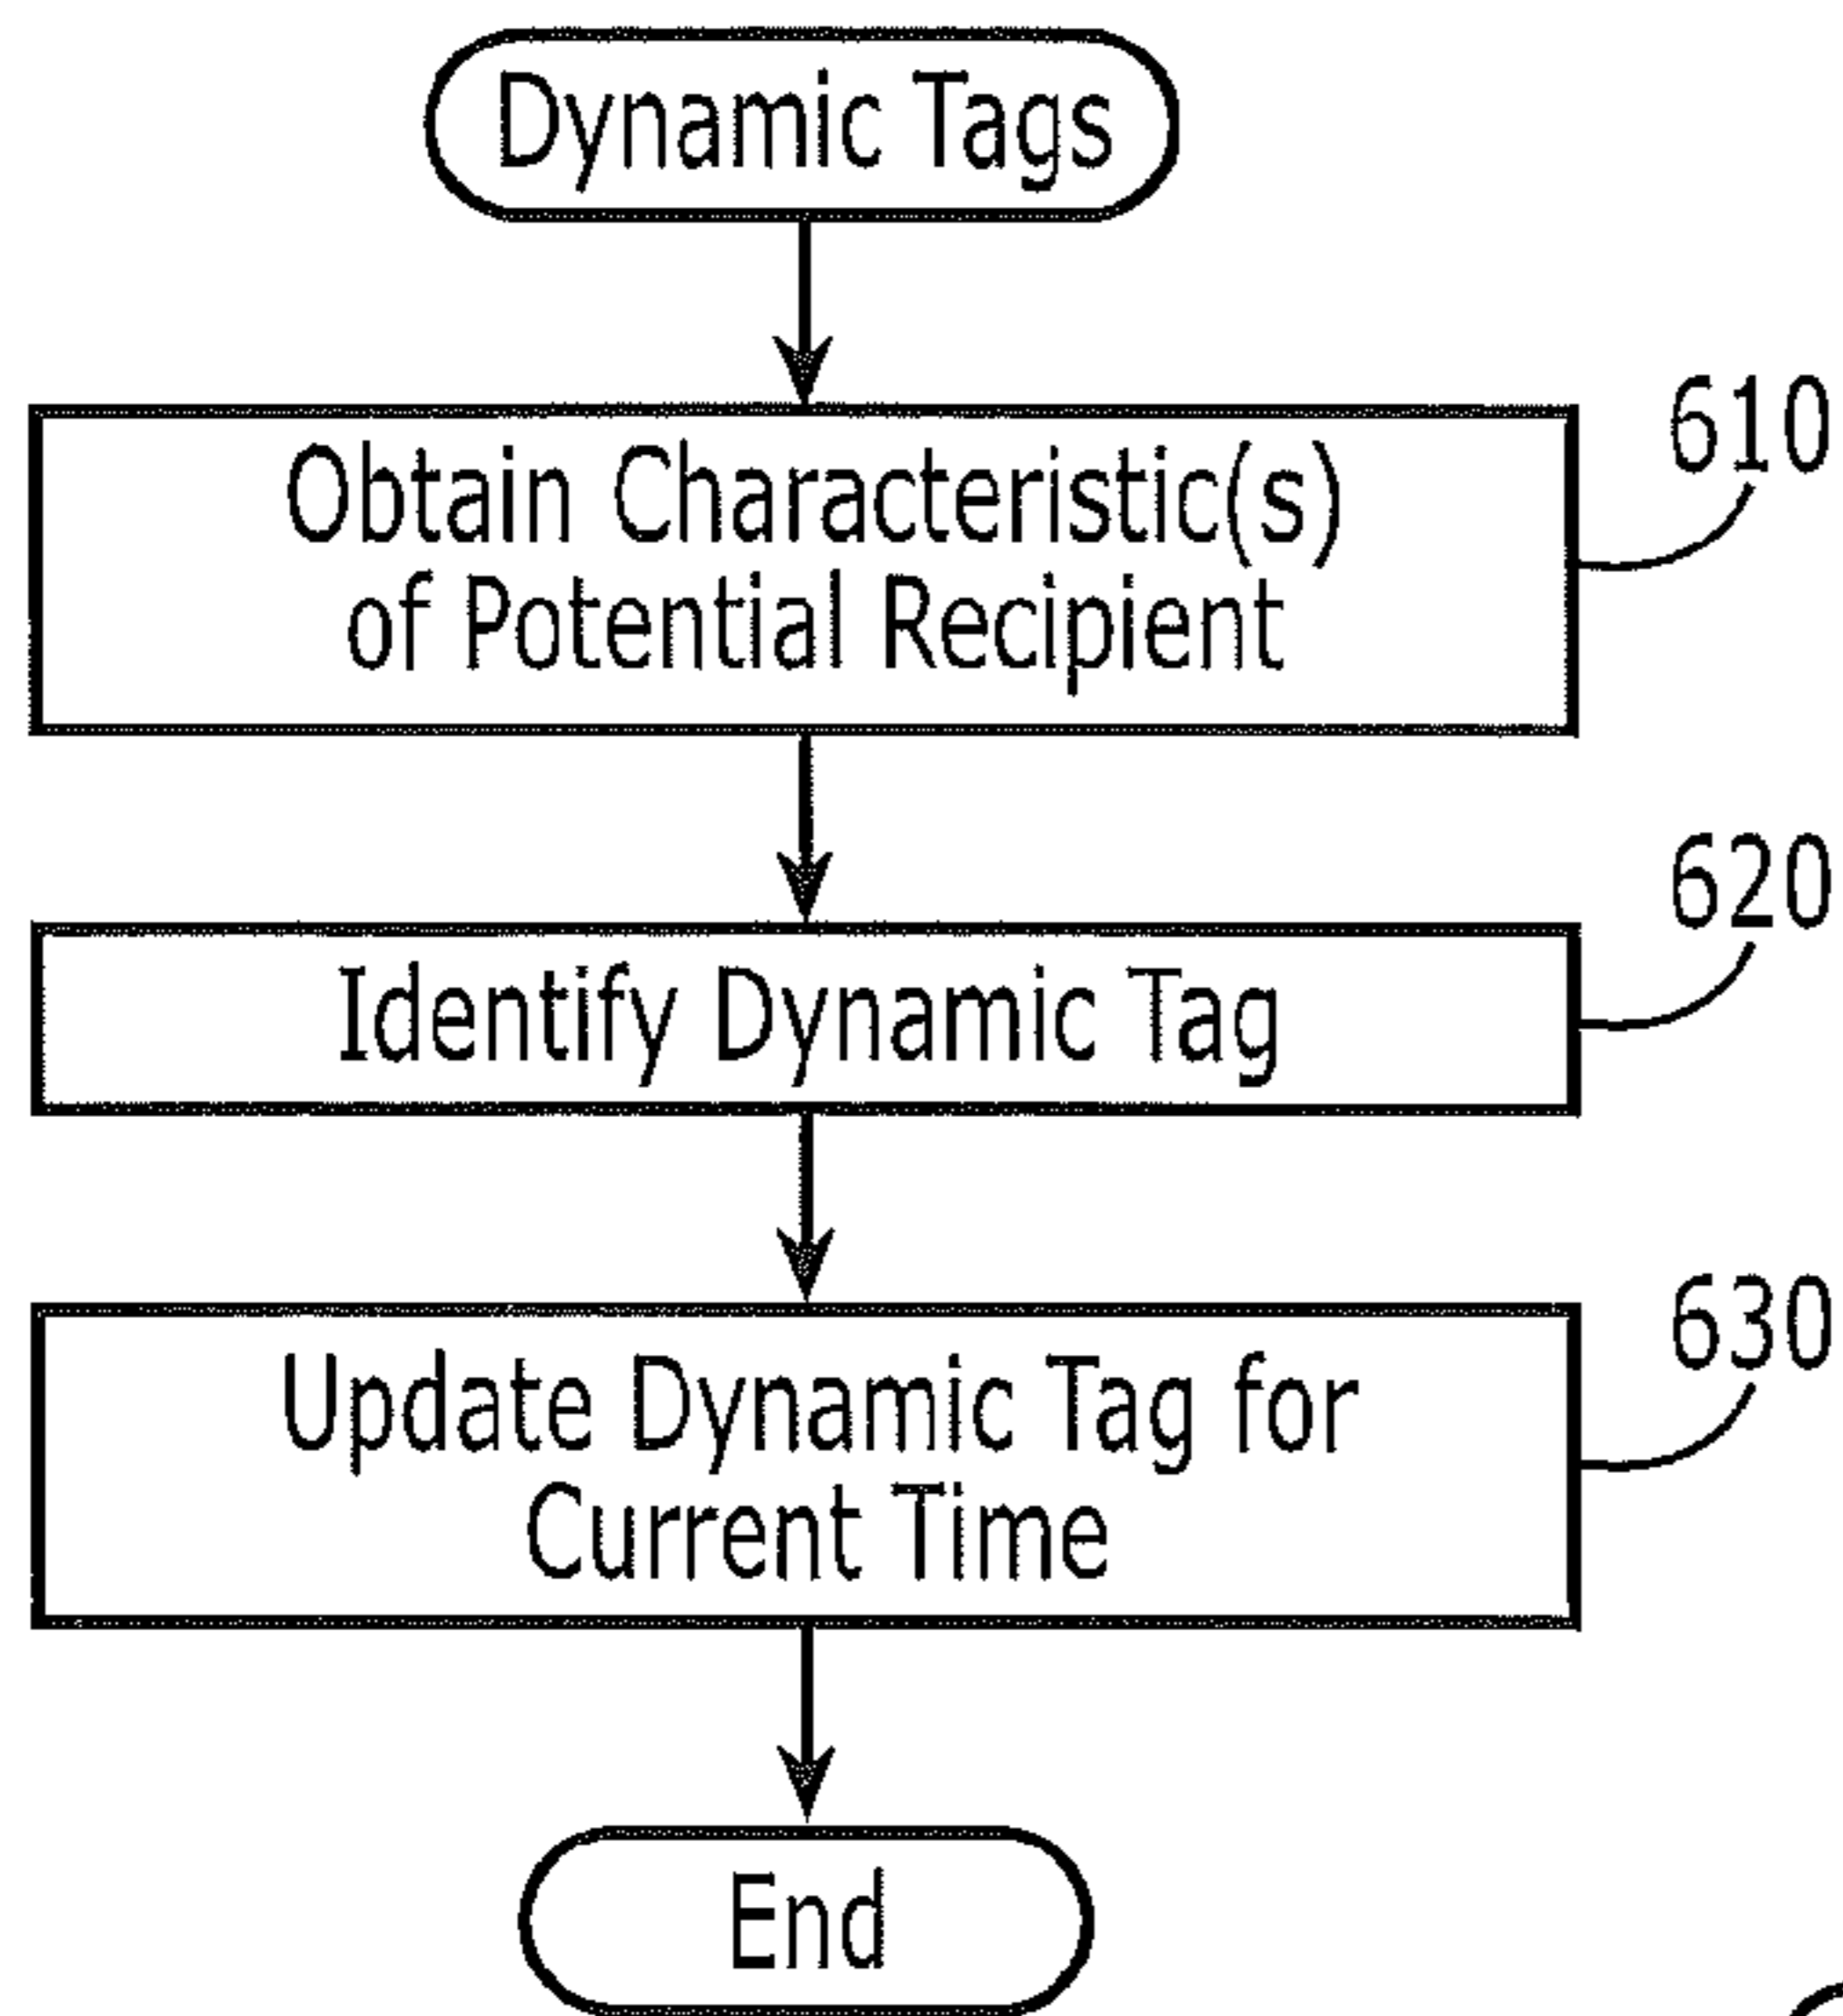 Dynamic Tags
610
Obtain Characteristic(s)
of Potential Recipient
620
Identify Dynamic Tag
630
Update Dynamic Tag for
Current Time
End